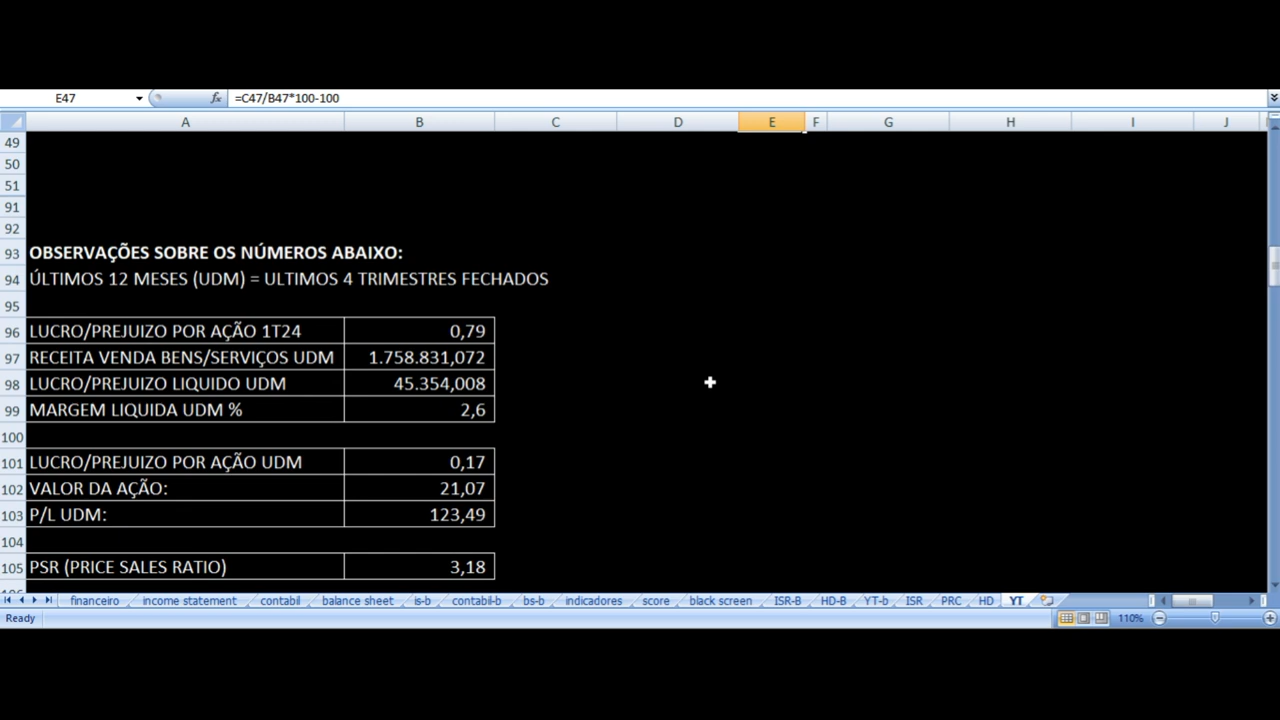 E47 fx =C47/B47*100-100
A B C D E F G H I J
49
50
51
91
92
93 OBSERVAÇÕES SOBRE OS NÚMEROS ABAIXO:
94 ÚLTIMOS 12 MESES (UDM) = ULTIMOS 4 TRIMESTRES FECHADOS
95
96 LUCRO/PREJUIZO POR AÇÃO 1T24 0,79
97 RECEITA VENDA BENS/SERVIÇOS UDM 1.758.831,072
98 LUCRO/PREJUIZO LIQUIDO UDM 45.354,008
99 MARGEM LIQUIDA UDM % 2,6
100
101 LUCRO/PREJUIZO POR AÇÃO UDM 0,17
102 VALOR DA AÇÃO: 21,07
103 P/L UDM: 123,49
104
105 PSR (PRICE SALES RATIO) 3,18
financeiro income statement contabil balance sheet is-b contabil-b bs-b indicadores score black screen ISR-B HD-B YT-b ISR PRC HD YT
Ready 110%